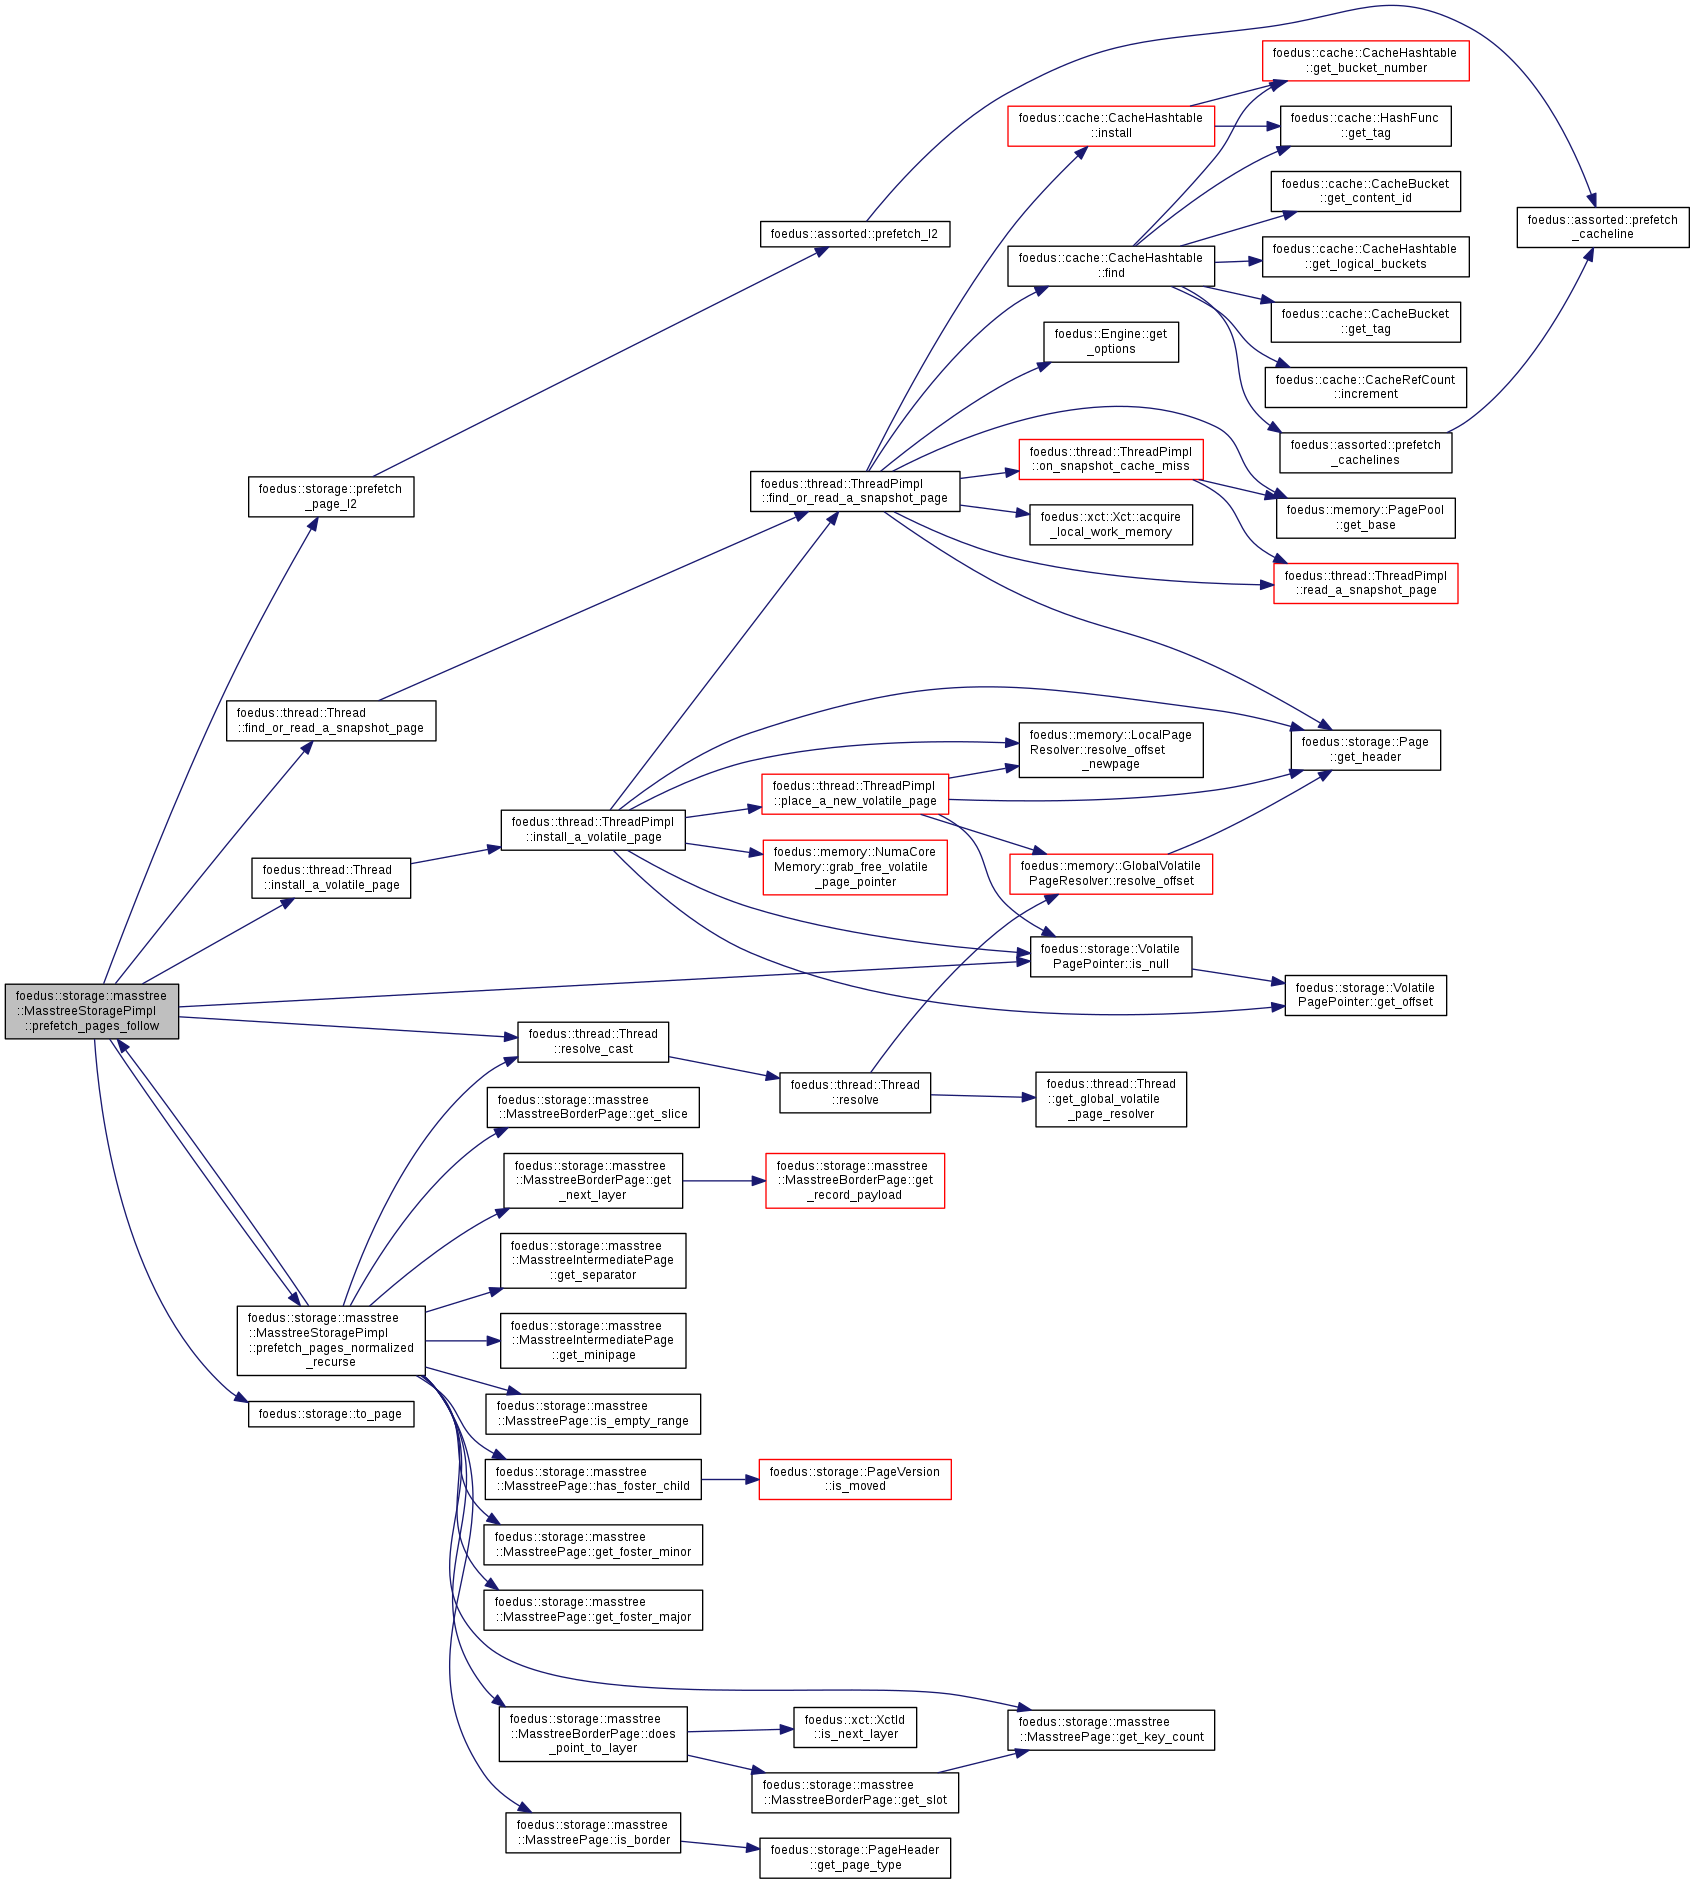 foedus::cache::CacheHashtable
::get_bucket_number
foedus::cache::CacheHashtable
::install
foedus::cache::HashFunc
::get_tag
foedus::cache::CacheBucket
::get_content_id
foedus::assorted::prefetch
_cacheline
foedus::assorted::prefetch_l2
foedus::cache::CacheHashtable
::find
foedus::cache::CacheHashtable
::get_logical_buckets
foedus::cache::CacheBucket
::get_tag
foedus::Engine::get
_options
foedus::cache::CacheRefCount
::increment
foedus::assorted::prefetch
_cachelines
foedus::thread::ThreadPimpl
::on_snapshot_cache_miss
foedus::storage::prefetch
_page_l2
foedus::thread::ThreadPimpl
::find_or_read_a_snapshot_page
foedus::memory::PagePool
::get_base
foedus::xct::Xct::acquire
_local_work_memory
foedus::thread::ThreadPimpl
::read_a_snapshot_page
foedus::thread::Thread
::find_or_read_a_snapshot_page
foedus::memory::LocalPage
Resolver::resolve_offset
_newpage
foedus::storage::Page
::get_header
foedus::thread::ThreadPimpl
::place_a_new_volatile_page
foedus::thread::ThreadPimpl
::install_a_volatile_page
foedus::memory::NumaCore
Memory::grab_free_volatile
_page_pointer
foedus::memory::GlobalVolatile
PageResolver::resolve_offset
foedus::thread::Thread
::install_a_volatile_page
foedus::storage::Volatile
PagePointer::is_null
foedus::storage::Volatile
PagePointer::get_offset
foedus::storage::masstree
::MasstreeStoragePimpl
::prefetch_pages_follow
foedus::thread::Thread
::resolve_cast
foedus::thread::Thread
::resolve
foedus::thread::Thread
::get_global_volatile
_page_resolver
foedus::storage::masstree
::MasstreeBorderPage::get_slice
foedus::storage::masstree
::MasstreeBorderPage::get
_next_layer
foedus::storage::masstree
::MasstreeBorderPage::get
_record_payload
foedus::storage::masstree
::MasstreeIntermediatePage
::get_separator
foedus::storage::masstree
::MasstreeStoragePimpl
::prefetch_pages_normalized
_recurse
foedus::storage::masstree
::MasstreeIntermediatePage
::get_minipage
foedus::storage::to_page
foedus::storage::masstree
::MasstreePage::is_empty_range
foedus::storage::masstree
::MasstreePage::has_foster_child
foedus::storage::PageVersion
::is_moved
foedus::storage::masstree
::MasstreePage::get_foster_minor
foedus::storage::masstree
::MasstreePage::get_foster_major
foedus::storage::masstree
::MasstreeBorderPage::does
_point_to_layer
foedus::xct::XctId
::is_next_layer
foedus::storage::masstree
::MasstreePage::get_key_count
foedus::storage::masstree
::MasstreeBorderPage::get_slot
foedus::storage::masstree
::MasstreePage::is_border
foedus::storage::PageHeader
::get_page_type